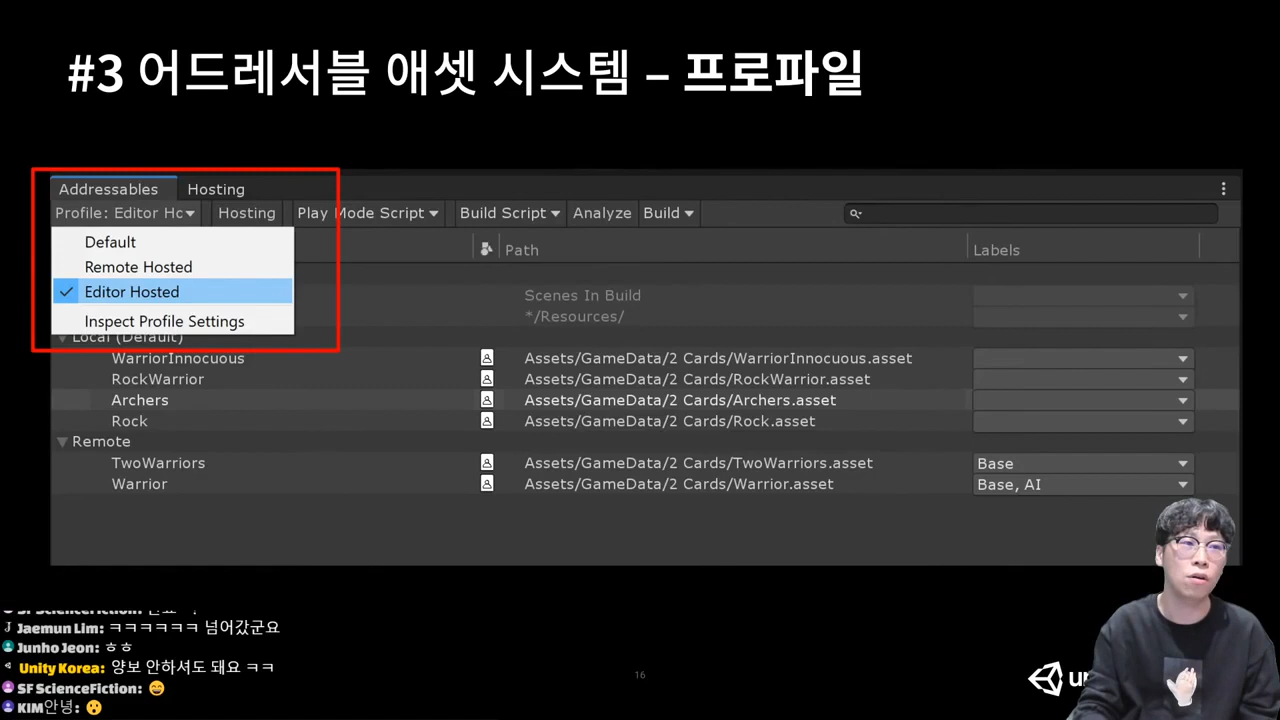 #3 어드레서블 애셋 시스템 – 프로파일
Addressables Hosting
Profile: Editor Hc Hosting Play Mode Script Build Script Analyze Build
Default
Remote Hosted
Editor Hosted
Inspect Profile Settings
Path Labels
Scenes In Build
*/Resources/
Local (Default)
WarriorInnocuous Assets/GameData/2 Cards/WarriorInnocuous.asset
RockWarrior Assets/GameData/2 Cards/RockWarrior.asset
Archers Assets/GameData/2 Cards/Archers.asset
Rock Assets/GameData/2 Cards/Rock.asset
Remote
TwoWarriors Assets/GameData/2 Cards/TwoWarriors.asset Base
Warrior Assets/GameData/2 Cards/Warrior.asset Base, AI
SF ScienceFiction:
J Jaemun Lim: ㅋㅋㅋㅋㅋㅋ 넘어갔군요
Junho Jeon: ㅎㅎ
Unity Korea: 양보 안하셔도 돼요 ㅋㅋ
SF ScienceFiction: 😄
KIM안녕: 😮
16